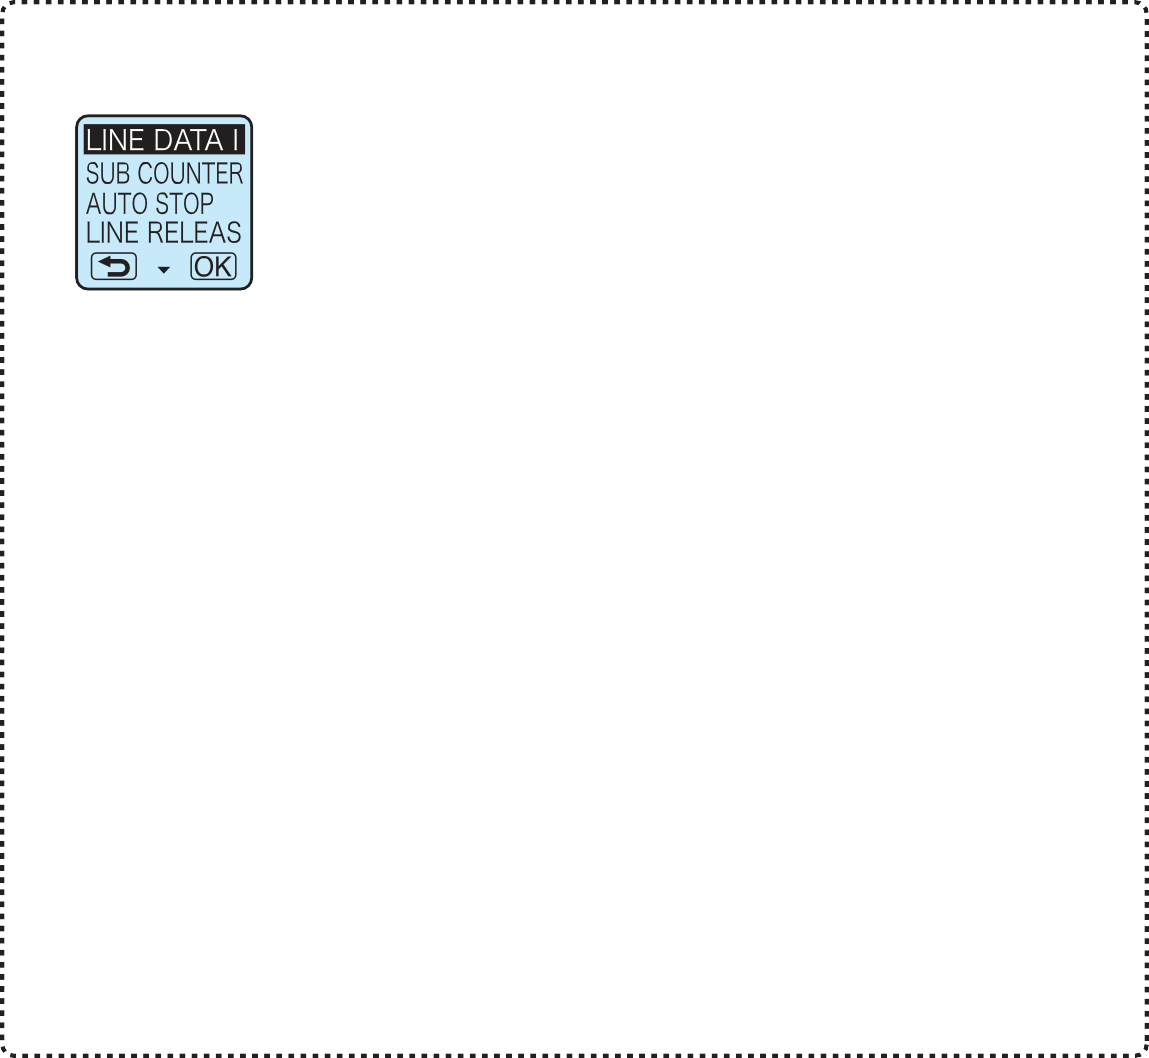 LINE DATA I
SUB COUNTER
AUTO STOP
LINE RELEAS
OK